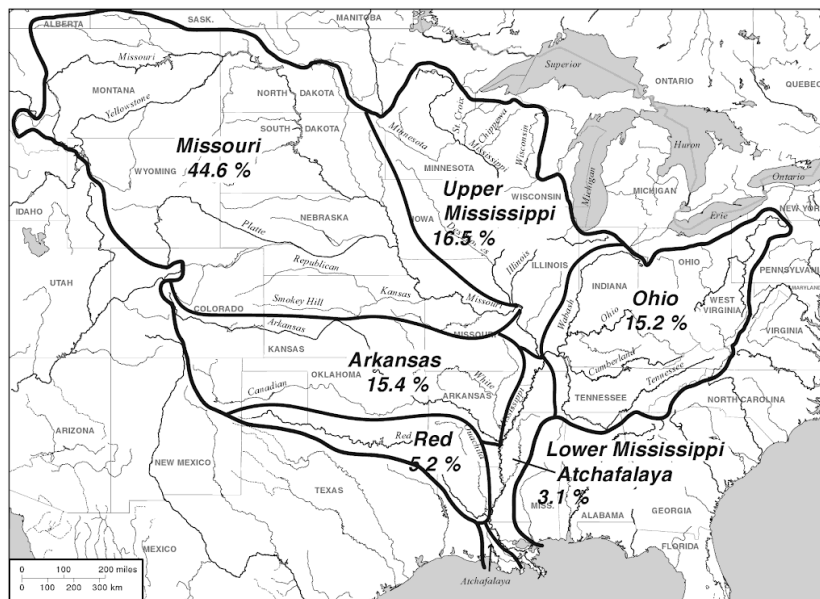 ALBERTA
SASK.
MANITOBA
Missouri
MONTANA
Yellowstone
NORTH
DAKOTA
SOUTH
DAKOTA
Missouri
44.6 %
WYOMING
IDAHO
NEBRASKA
Platte
Republican
UTAH
COLORADO
Smokey Hill
Kansas
Missouri
Arkansas
KANSAS
MISSOURI
Minnesota
St. Croix
Chippewa
Mississippi
Wisconsin
MINNESOTA
WISCONSIN
Upper
Mississippi
16.5 %
IOWA
Illinois
ILLINOIS
Superior
ONTARIO
QUEBEC
Michigan
Huron
MICHIGAN
Ontario
Erie
NEW YORK
PENNSYLVANIA
MARYLAND
INDIANA
OHIO
Ohio
15.2 %
Wabash
Ohio
WEST
VIRGINIA
VIRGINIA
Cumberland
Tennessee
TENNESSEE
NORTH CAROLINA
Arkansas
15.4 %
OKLAHOMA
Canadian
White
ARKANSAS
Mississippi
Red
Red
5.2 %
Ouachita
Lower Mississippi
Atchafalaya
3.1 %
MISS.
ALABAMA
GEORGIA
FLORIDA
ARIZONA
NEW MEXICO
TEXAS
MEXICO
Atchafalaya
0 100 200 miles
0 300 km